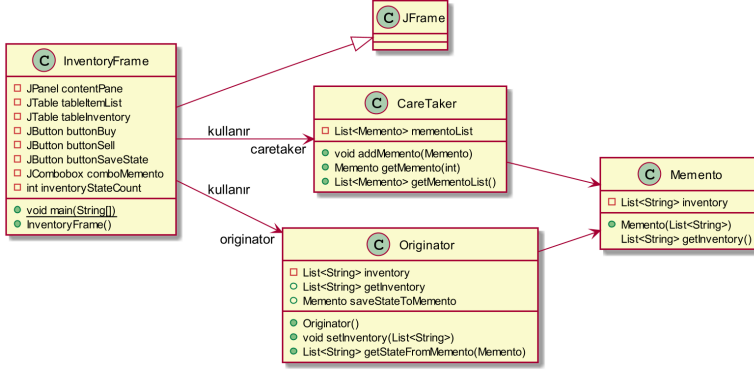 C JFrame
C InventoryFrame
JPanel contentPane
JTable tableItemList
JTable tableInventory
JButton buttonBuy
JButton buttonSell
JButton buttonSaveState
JCombobox comboMemento
int inventoryStateCount
void main(String[])
InventoryFrame()
kullanır
caretaker
kullanır
originator
C CareTaker
List<Memento> mementoList
void addMemento(Memento)
Memento getMemento(int)
List<Memento> getMementoList()
C Memento
List<String> inventory
Memento(List<String>)
List<String> getInventory()
C Originator
List<String> inventory
List<String> getInventory
Memento saveStateToMemento
Originator()
void setInventory(List<String>)
List<String> getStateFromMemento(Memento)